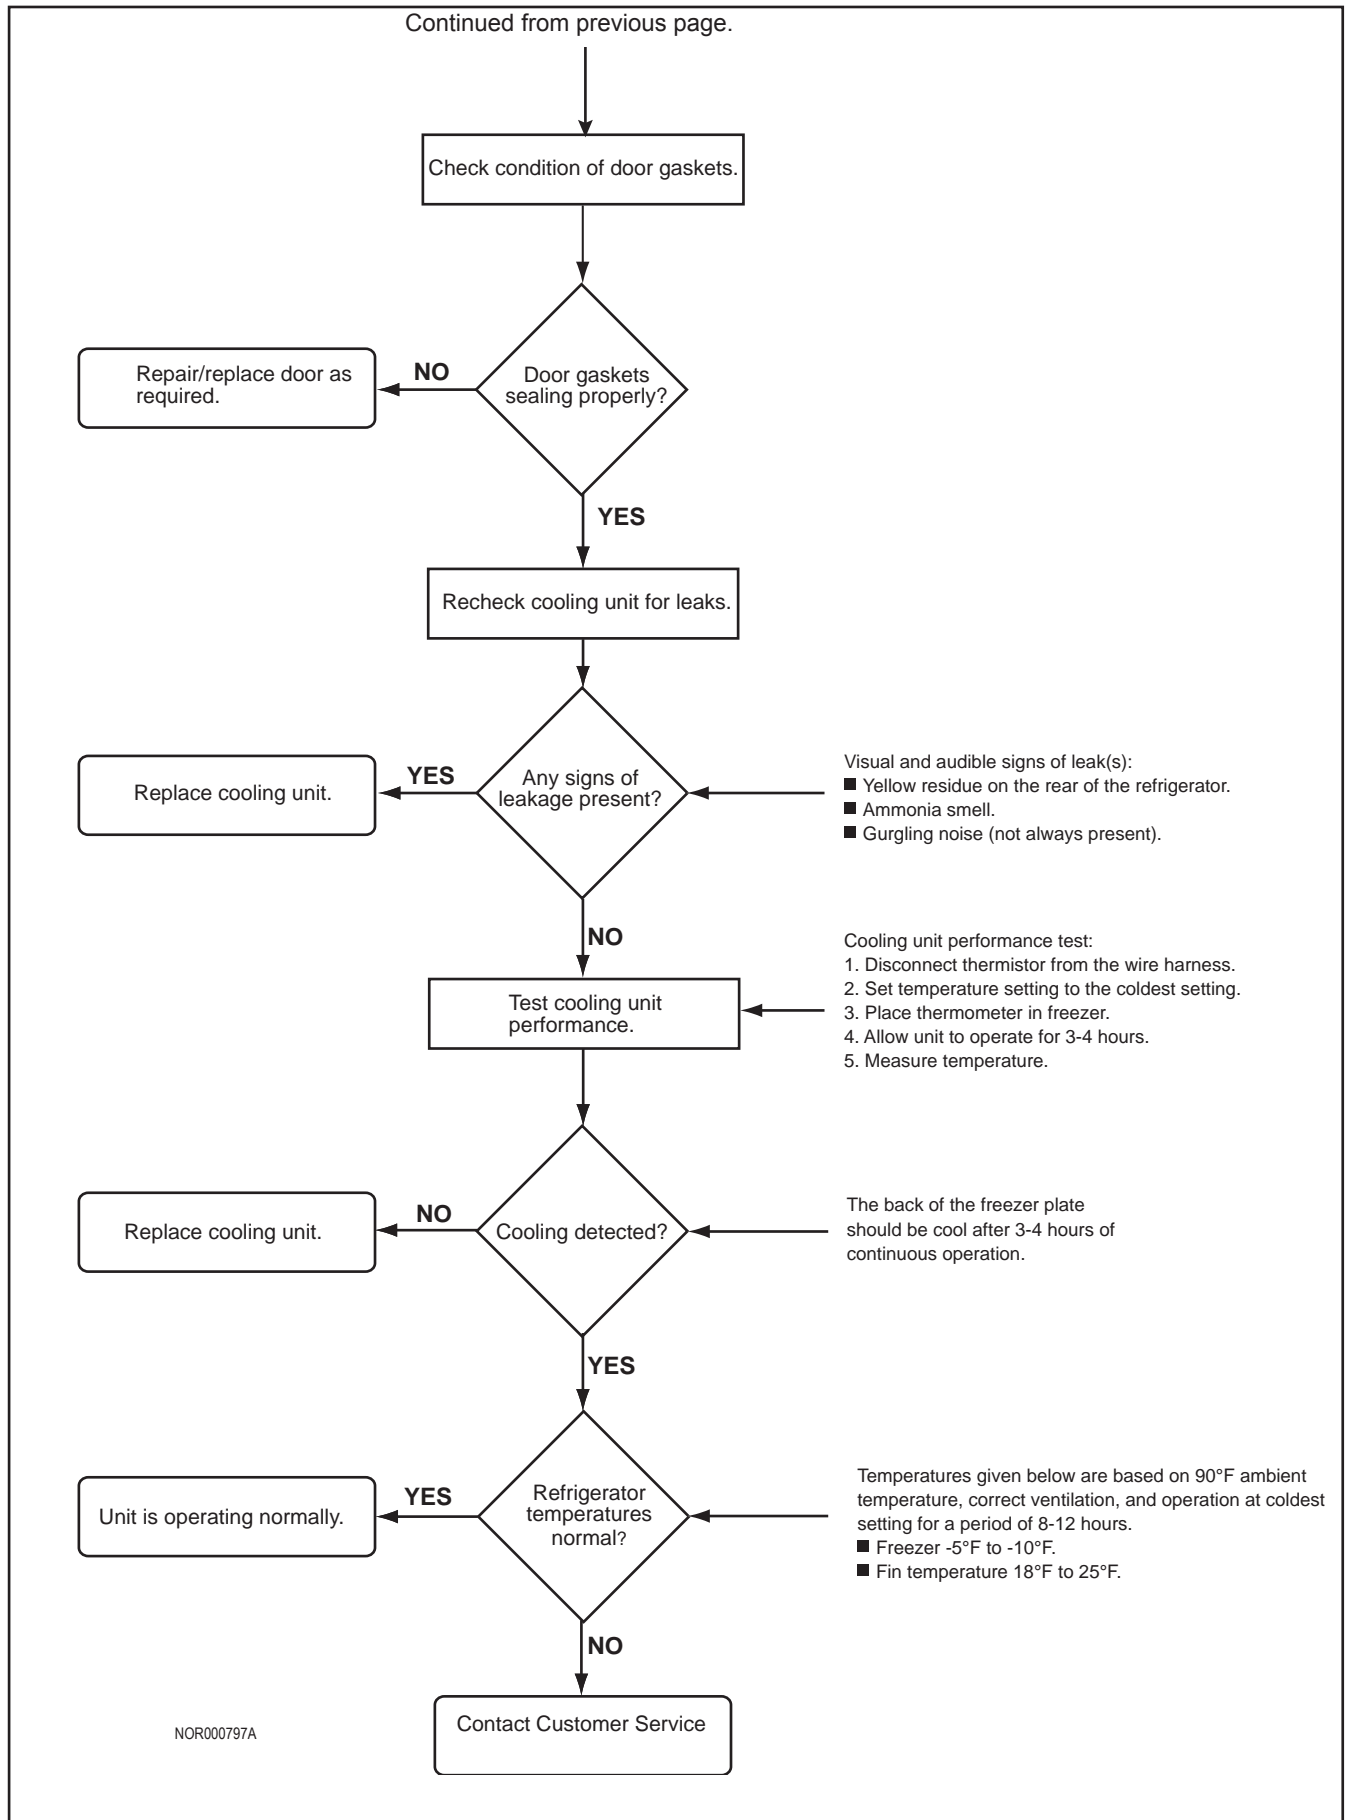 Continued from previous page.
Check condition of door gaskets.
Door gaskets
sealing properly?
NO
Repair/replace door as
required.
YES
Recheck cooling unit for leaks.
Any signs of
leakage present?
YES
Replace cooling unit.
Visual and audible signs of leak(s):
■ Yellow residue on the rear of the refrigerator.
■ Ammonia smell.
■ Gurgling noise (not always present).
NO
Test cooling unit
performance.
Cooling unit performance test:
1. Disconnect thermistor from the wire harness.
2. Set temperature setting to the coldest setting.
3. Place thermometer in freezer.
4. Allow unit to operate for 3-4 hours.
5. Measure temperature.
Cooling detected?
NO
Replace cooling unit.
The back of the freezer plate
should be cool after 3-4 hours of
continuous operation.
YES
Refrigerator
temperatures
normal?
YES
Unit is operating normally.
Temperatures given below are based on 90°F ambient
temperature, correct ventilation, and operation at coldest
setting for a period of 8-12 hours.
■ Freezer -5°F to -10°F.
■ Fin temperature 18°F to 25°F.
NO
Contact Customer Service
NOR000797A